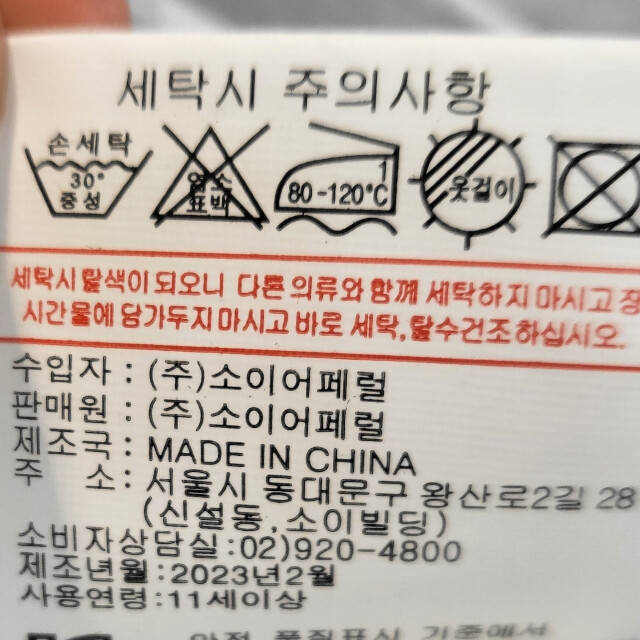 세탁시 주의사항
손세탁
30°
중성
염소
표백
1
80-120℃
옷걸이
세탁시 탈색이 되오니 다른 의류와 함께 세탁하지 마시고 장
시간 물에 담가두지 마시고 바로 세탁,탈수건조 하십시오.
수입자 : (주)소이어페럴
판매원 : (주)소이어페럴
제조국 : MADE IN CHINA
주 소 : 서울시 동대문구 왕산로2길 28
(신설동, 소이빌딩)
소비자상담실:02)920-4800
제조년월:2023년2월
사용연령:11세이상